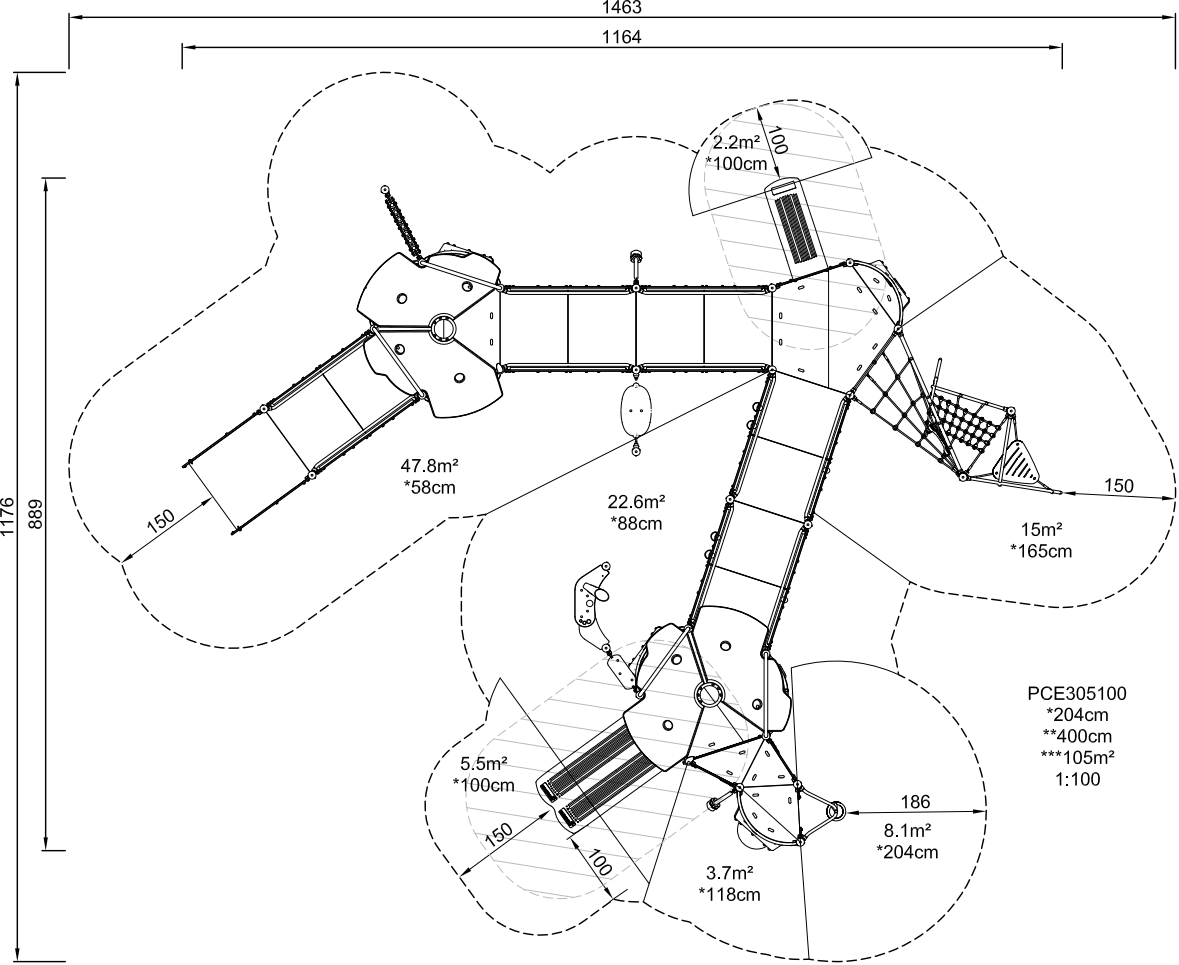 1463
1164
100
2.2m²
*100cm
1176
889
47.8m²
*58cm
150
22.6m²
*88cm
150
15m²
*165cm
PCE305100
*204cm
**400cm
***105m²
1:100
5.5m²
*100cm
150
100
186
8.1m²
*204cm
3.7m²
*118cm